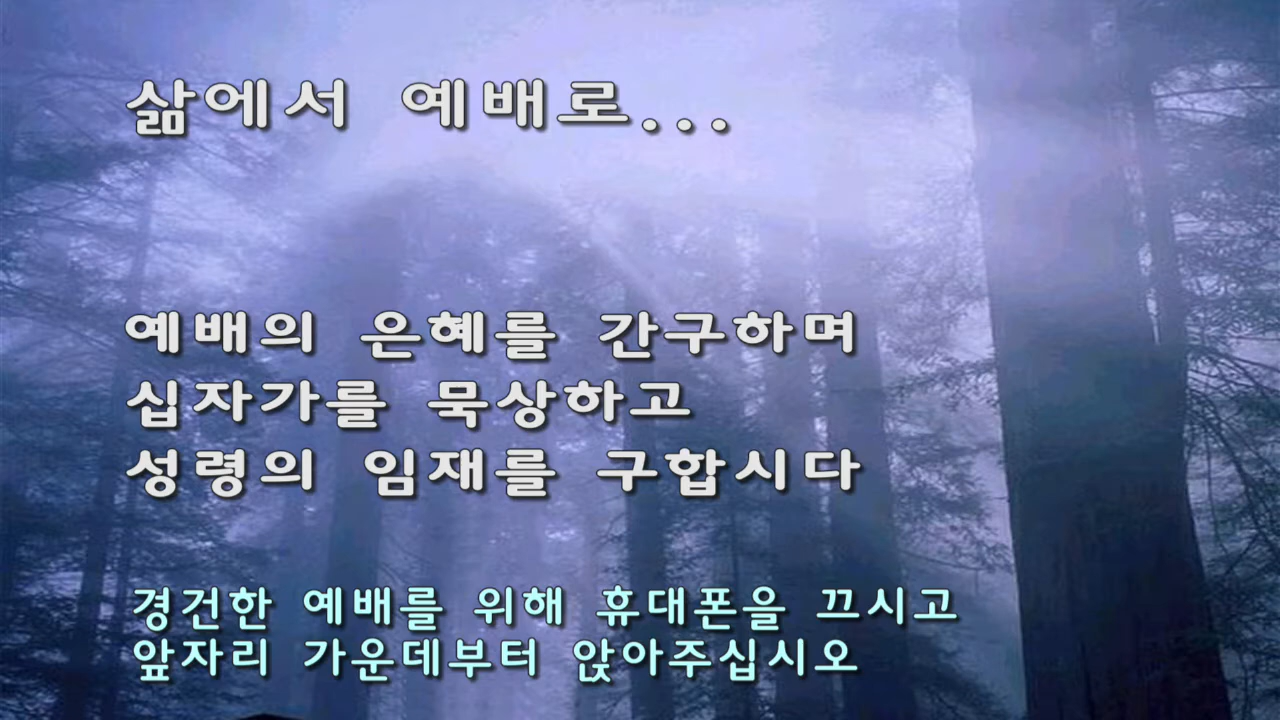 삶에서 예배로...
예배의 은혜를 간구하며
십자가를 묵상하고
성령의 임재를 구합시다
경건한 예배를 위해 휴대폰을 끄시고
앞자리 가운데부터 앉아주십시오